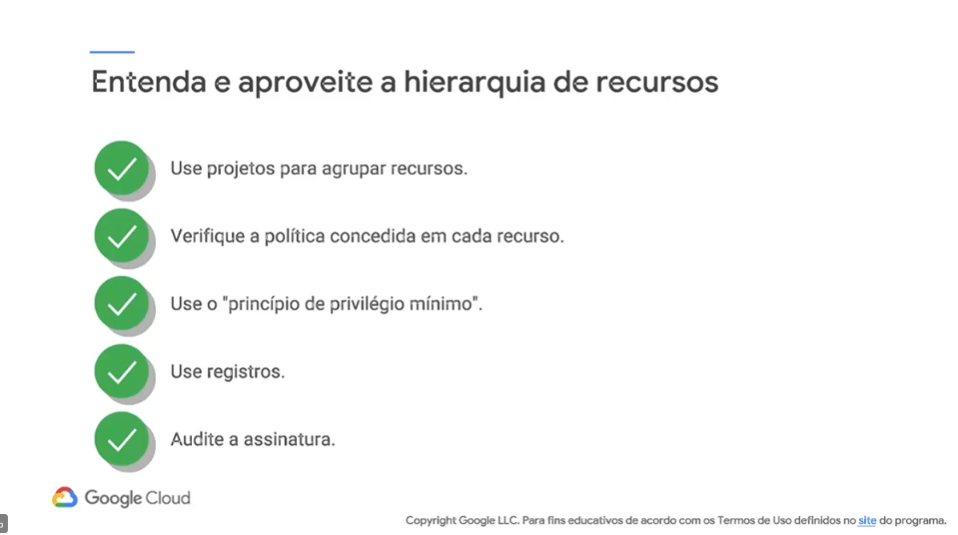 Entenda e aproveite a hierarquia de recursos
Use projetos para agrupar recursos.
Verifique a política concedida em cada recurso.
Use o "princípio de privilégio mínimo".
Use registros.
Audite a assinatura.
Google Cloud
Copyright Google LLC. Para fins educativos de acordo com os Termos de Uso definidos no site do programa.